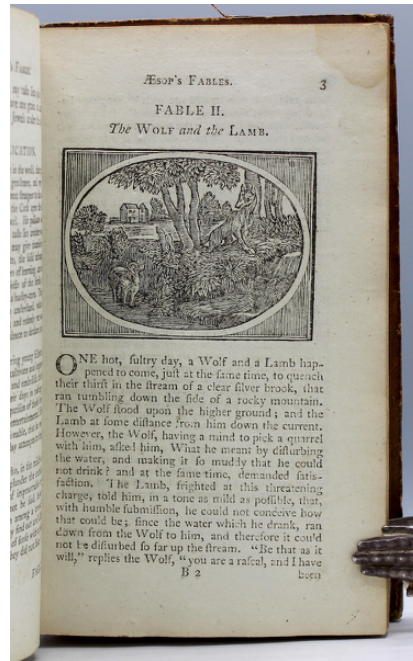 ÆSOP'S FABLES. 3
FABLE II.
The WOLF and the LAMB.
ONE hot, ſultry day, a Wolf and a Lamb hap-
pened to come, juſt at the ſame time, to quench
their thirſt in the ſtream of a clear ſilver brook, that
ran tumbling down the ſide of a rocky mountain.
The Wolf ſtood upon the higher ground; and the
Lamb at ſome diſtance from him down the current.
However, the Wolf, having a mind to pick a quarrel
with him, aſked him, What he meant by diſturbing
the water, and making it ſo muddy that he could
not drink? and at the ſame time, demanded ſatis-
faction. The Lamb, frighted at this threatening
charge, told him, in a tone as mild as poſſible, that,
with humble ſubmiſſion, he could not conceive how
that could be; ſince the water which he drank, ran
down from the Wolf to him, and therefore it could
not be diſturbed ſo far up the ſtream. "Be that as it
will," replies the Wolf, "you are a raſcal, and I have
B 2 been